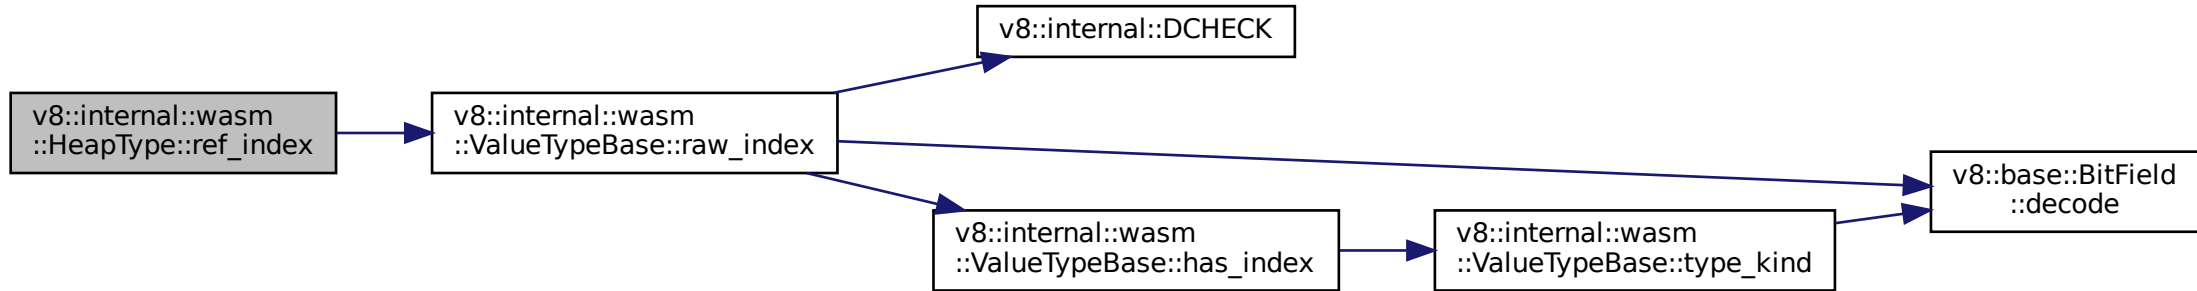 v8::internal::wasm
::HeapType::ref_index
v8::internal::wasm
::ValueTypeBase::raw_index
v8::internal::DCHECK
v8::internal::wasm
::ValueTypeBase::has_index
v8::internal::wasm
::ValueTypeBase::type_kind
v8::base::BitField
::decode